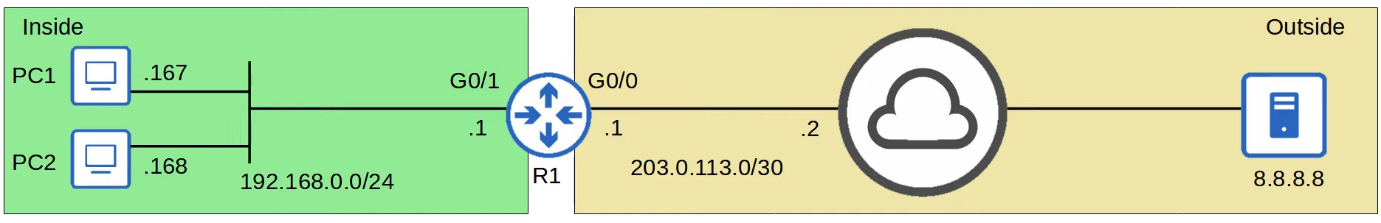 Inside
Outside
PC1
.167
G0/1
G0/0
.1
.1
.2
PC2
.168
192.168.0.0/24
R1
203.0.113.0/30
8.8.8.8